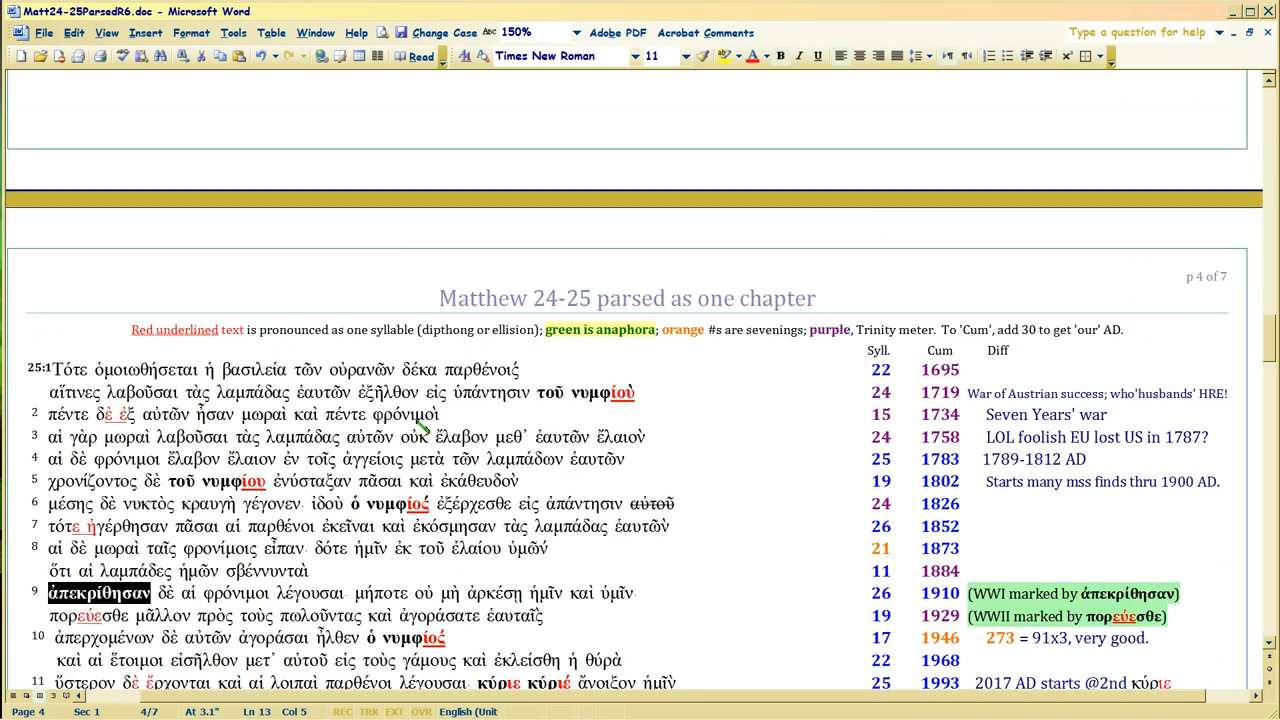 Matt24-25ParsedR6.doc - Microsoft Word
File Edit View Insert Format Tools Table Window Help Change Case ABC 150% Adobe PDF Acrobat Comments Type a question for help
Read Times New Roman 11 B I U
p 4 of 7
Matthew 24-25 parsed as one chapter
Red underlined text is pronounced as one syllable (dipthong or ellision); green is anaphora; orange #s are sevenings; purple, Trinity meter. To 'Cum', add 30 to get 'our' AD.
Syll. Cum Diff
25:1 Τότε ὁμοιωθήσεται ἡ βασιλεία τῶν οὐρανῶν δέκα παρθένοις 22 1695
αἵτινες λαβοῦσαι τὰς λαμπάδας ἑαυτῶν ἐξῆλθον εἰς ὑπάντησιν τοῦ νυμφίου 24 1719 War of Austrian success; who'husbands' HRE!
2 πέντε δὲ ἐξ αὐτῶν ἦσαν μωραὶ καὶ πέντε φρόνιμοι 15 1734 Seven Years' war
3 αἱ γὰρ μωραὶ λαβοῦσαι τὰς λαμπάδας αὐτῶν οὐκ ἔλαβον μεθ᾽ ἑαυτῶν ἔλαιον 24 1758 LOL foolish EU lost US in 1787?
4 αἱ δὲ φρόνιμοι ἔλαβον ἔλαιον ἐν τοῖς ἀγγείοις μετὰ τῶν λαμπάδων ἑαυτῶν 25 1783 1789-1812 AD
5 χρονίζοντος δὲ τοῦ νυμφίου ἐνύσταξαν πᾶσαι καὶ ἐκάθευδον 19 1802 Starts many mss finds thru 1900 AD.
6 μέσης δὲ νυκτὸς κραυγὴ γέγονεν· ἰδοὺ ὁ νυμφίος ἐξέρχεσθε εἰς ἀπάντησιν αὐτοῦ 24 1826
7 τότε ἠγέρθησαν πᾶσαι αἱ παρθένοι ἐκεῖναι καὶ ἐκόσμησαν τὰς λαμπάδας ἑαυτῶν 26 1852
8 αἱ δὲ μωραὶ ταῖς φρονίμοις εἶπαν· δότε ἡμῖν ἐκ τοῦ ἐλαίου ὑμῶν 21 1873
ὅτι αἱ λαμπάδες ἡμῶν σβέννυνται 11 1884
9 ἀπεκρίθησαν δὲ αἱ φρόνιμοι λέγουσαι· μήποτε οὐ μὴ ἀρκέσῃ ἡμῖν καὶ ὑμῖν· 26 1910 (WWI marked by ἀπεκρίθησαν)
πορεύεσθε μᾶλλον πρὸς τοὺς πωλοῦντας καὶ ἀγοράσατε ἑαυταῖς 19 1929 (WWII marked by πορεύεσθε)
10 ἀπερχομένων δὲ αὐτῶν ἀγοράσαι ἦλθεν ὁ νυμφίος 17 1946 273 = 91x3, very good.
καὶ αἱ ἕτοιμοι εἰσῆλθον μετ᾽ αὐτοῦ εἰς τοὺς γάμους καὶ ἐκλείσθη ἡ θύρα 22 1968
11 ὕστερον δὲ ἔρχονται καὶ αἱ λοιπαὶ παρθένοι λέγουσαι· κύριε κύριε ἄνοιξον ἡμῖν 25 1993 2017 AD starts @2nd κύριε
Page 4 Sec 1 4/7 At 3.1" Ln 13 Col 5 REC TRK EXT OVR English (Unit